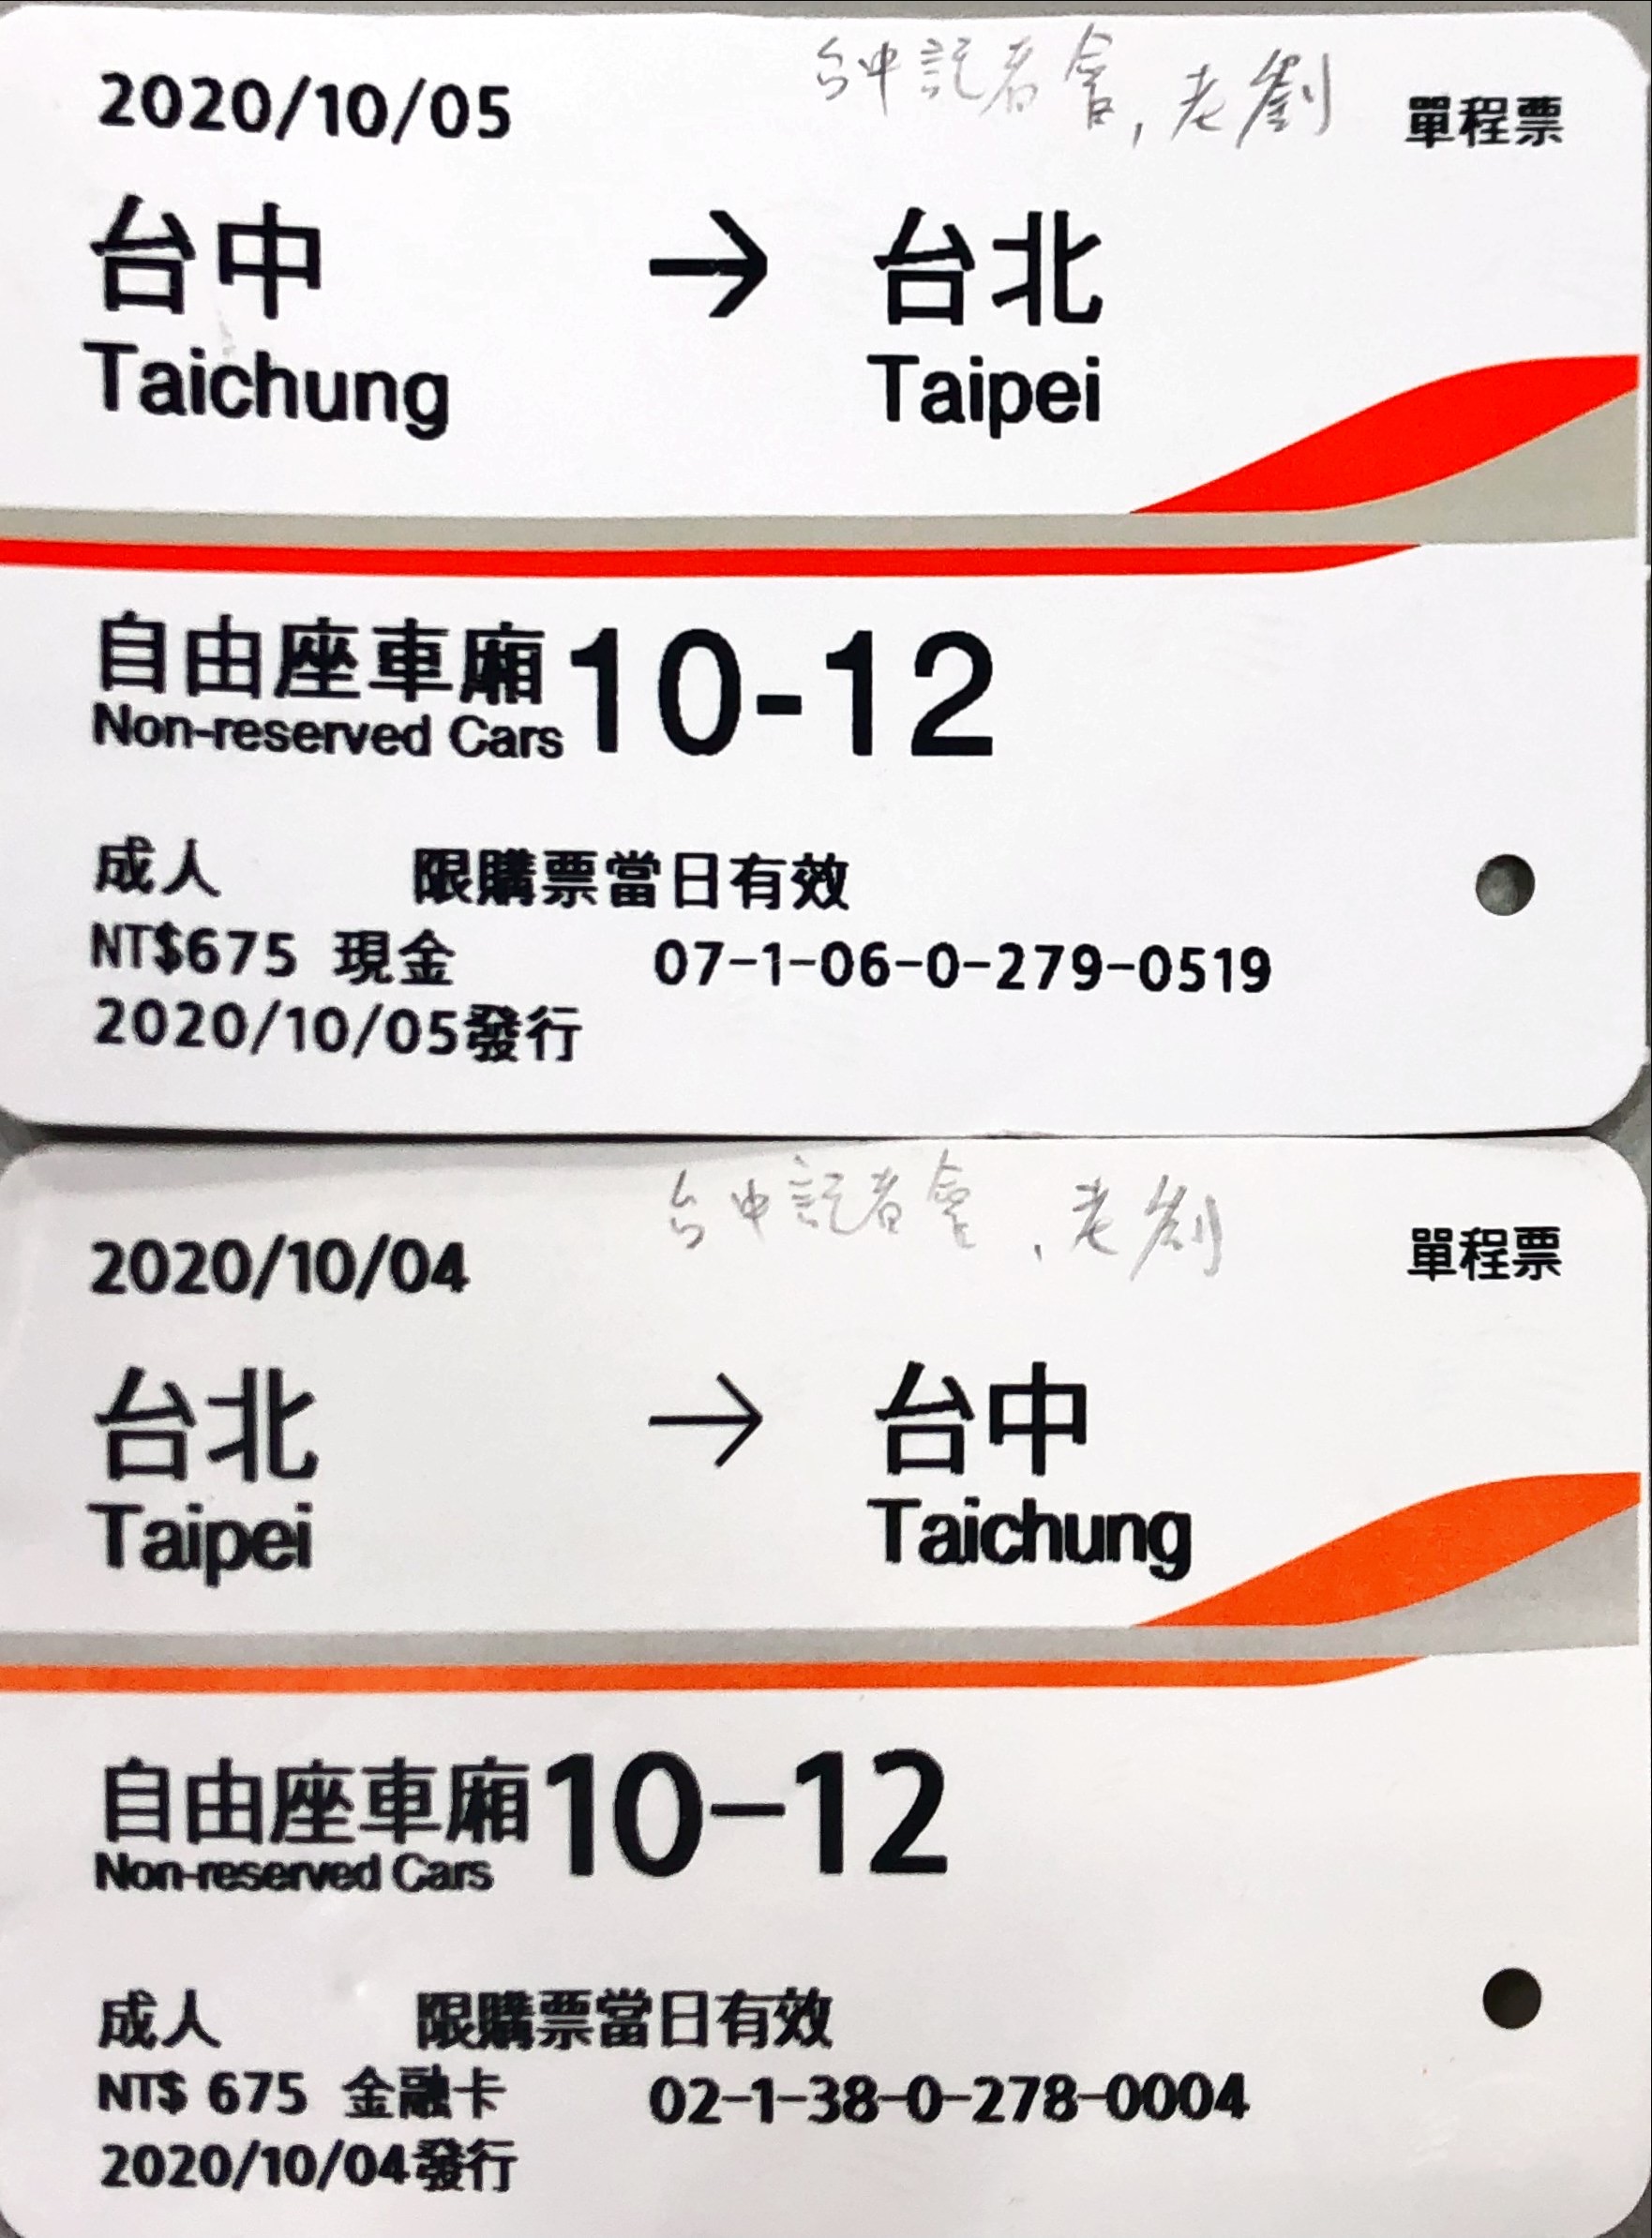 台中記者會,老劉
2020/10/05 單程票
台中 → 台北
Taichung Taipei
自由座車廂10-12
Non-reserved Cars
成人 限購票當日有效
NT$675 現金 07-1-06-0-279-0519
2020/10/05發行
台中記者會、老劉
2020/10/04 單程票
台北 → 台中
Taipei Taichung
自由座車廂10-12
Non-reserved Cars
成人 限購票當日有效
NT$ 675 金融卡 02-1-38-0-278-0004
2020/10/04發行